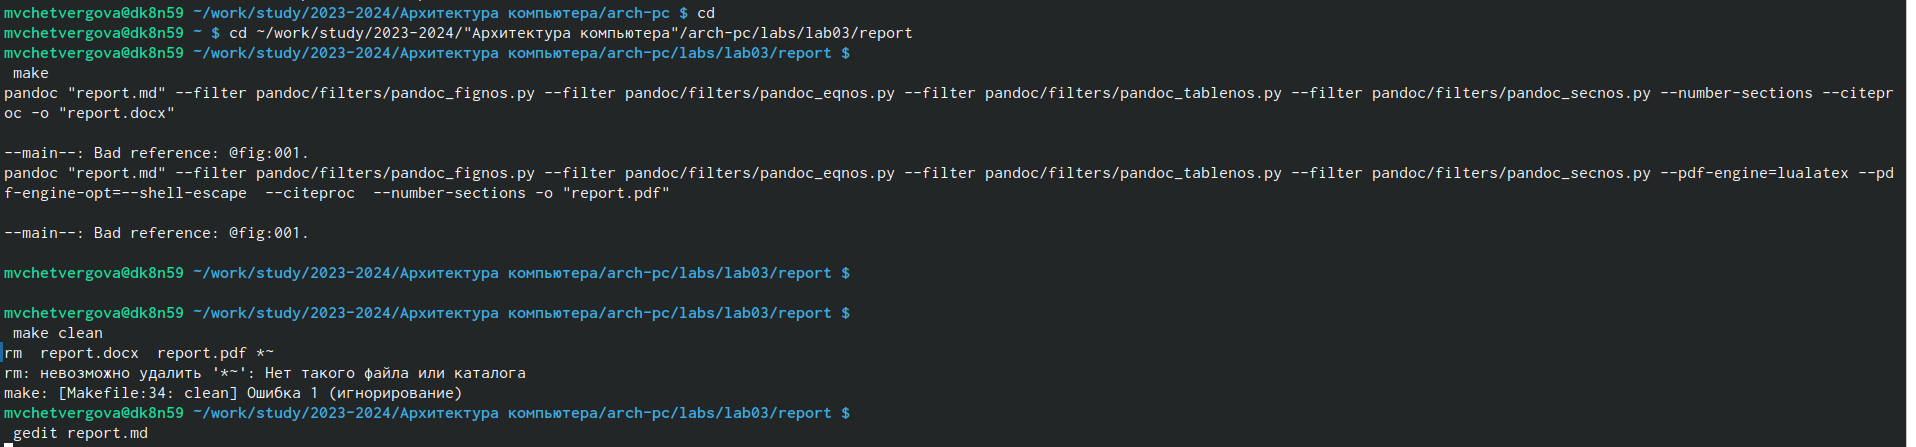 mvchetvergova@dk8n59 ~/work/study/2023-2024/Архитектура компьютера/arch-pc $ cd
mvchetvergova@dk8n59 ~ $ cd ~/work/study/2023-2024/"Архитектура компьютера"/arch-pc/labs/lab03/report
mvchetvergova@dk8n59 ~/work/study/2023-2024/Архитектура компьютера/arch-pc/labs/lab03/report $
make
pandoc "report.md" --filter pandoc/filters/pandoc_fignos.py --filter pandoc/filters/pandoc_eqnos.py --filter pandoc/filters/pandoc_tablenos.py --filter pandoc/filters/pandoc_secnos.py --number-sections --citepr
oc -o "report.docx"
--main--: Bad reference: @fig:001.
pandoc "report.md" --filter pandoc/filters/pandoc_fignos.py --filter pandoc/filters/pandoc_eqnos.py --filter pandoc/filters/pandoc_tablenos.py --filter pandoc/filters/pandoc_secnos.py --pdf-engine=lualatex --pd
f-engine-opt=--shell-escape  --citeproc  --number-sections -o "report.pdf"
--main--: Bad reference: @fig:001.
mvchetvergova@dk8n59 ~/work/study/2023-2024/Архитектура компьютера/arch-pc/labs/lab03/report $
mvchetvergova@dk8n59 ~/work/study/2023-2024/Архитектура компьютера/arch-pc/labs/lab03/report $
make clean
rm  report.docx  report.pdf *~
rm: невозможно удалить '*~': Нет такого файла или каталога
make: [Makefile:34: clean] Ошибка 1 (игнорирование)
mvchetvergova@dk8n59 ~/work/study/2023-2024/Архитектура компьютера/arch-pc/labs/lab03/report $
gedit report.md